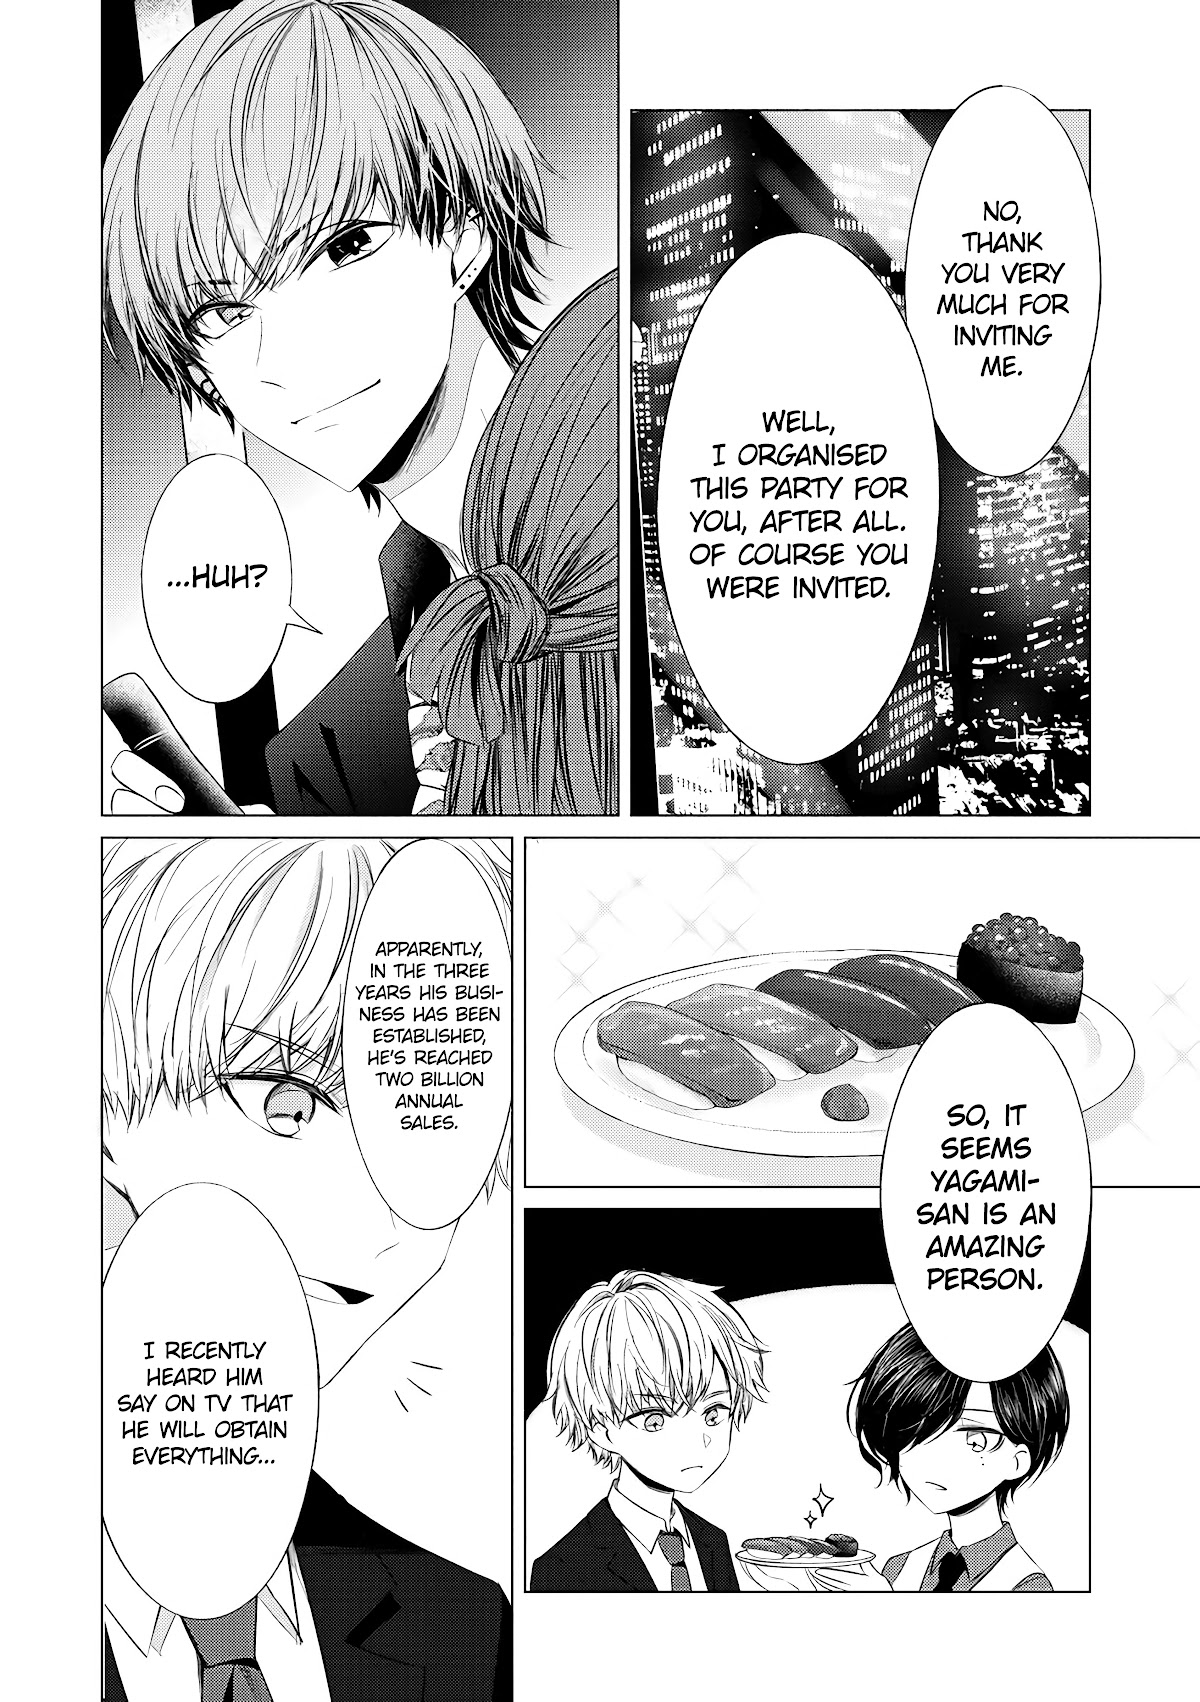 NO,
THANK
YOU VERY
MUCH FOR
INVITING
ME.
WELL,
I ORGANISED
THIS PARTY FOR
YOU, AFTER ALL.
OF COURSE YOU
WERE INVITED.
...HUH?
SO, IT
SEEMS
YAGAMI-
SAN IS AN
AMAZING
PERSON.
APPARENTLY,
IN THE THREE
YEARS HIS BUSI-
NESS HAS BEEN
ESTABLISHED,
HE'S REACHED
TWO BILLION
ANNUAL
SALES.
I RECENTLY
HEARD HIM
SAY ON TV THAT
HE WILL OBTAIN
EVERYTHING...